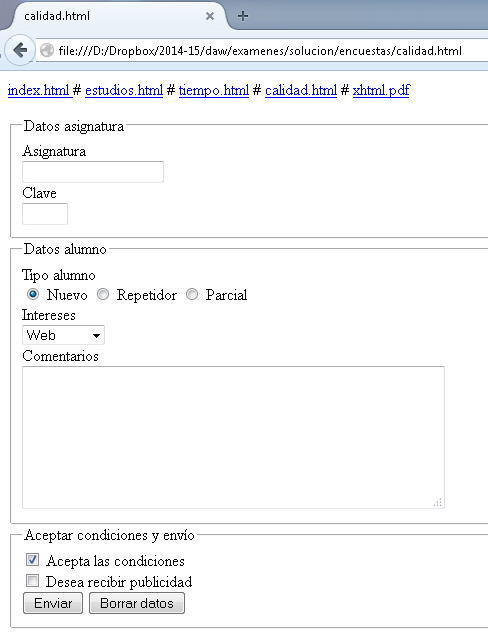 calidad.html
file:///D:/Dropbox/2014-15/daw/examenes/solucion/encuestas/calidad.html
index.html # estudios.html # tiempo.html # calidad.html # xhtml.pdf
Datos asignatura
Asignatura
Clave
Datos alumno
Tipo alumno
Nuevo Repetidor Parcial
Intereses
Web
Comentarios
Aceptar condiciones y envío
Acepta las condiciones
Desea recibir publicidad
Enviar Borrar datos